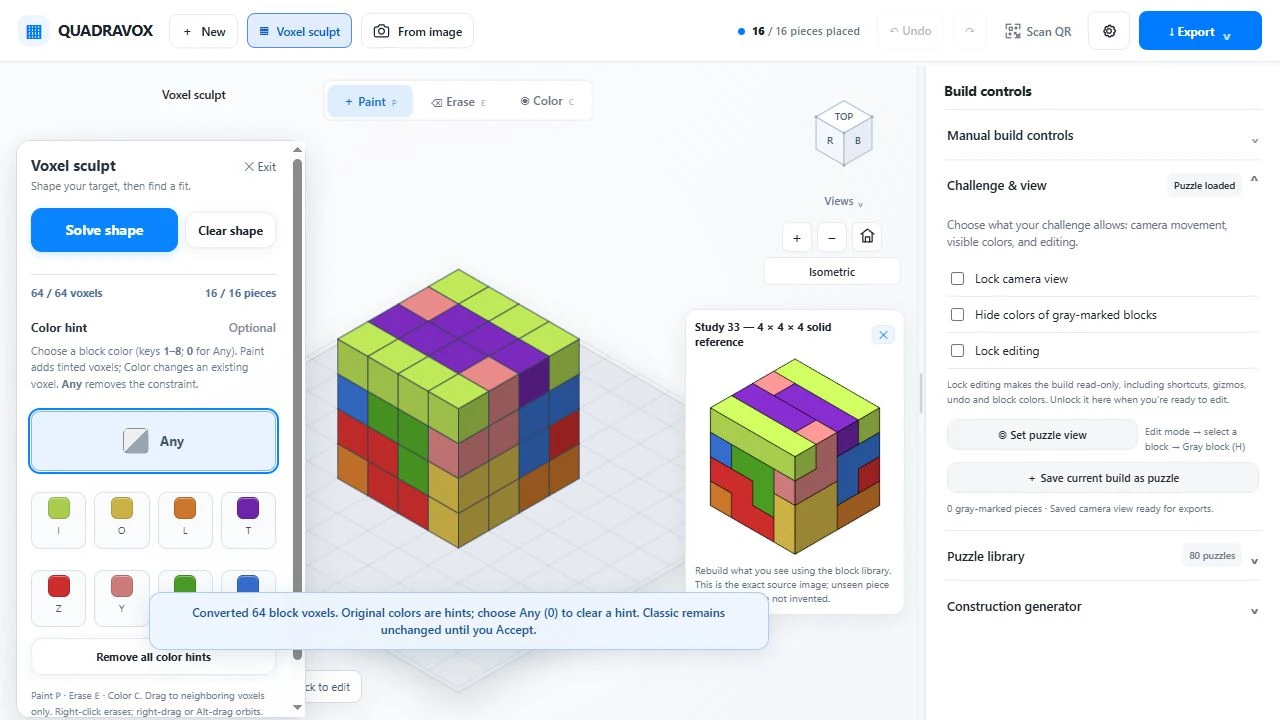 QUADRAVOX
+ New
Voxel sculpt
From image
16 / 16 pieces placed
Undo
Scan QR
Export
Voxel sculpt
+ Paint P
Erase E
Color C
TOP
R
B
Views
+
−
Isometric
Voxel sculpt
Exit
Shape your target, then find a fit.
Solve shape
Clear shape
64 / 64 voxels
16 / 16 pieces
Color hint
Optional
Choose a block color (keys 1–8; 0 for Any). Paint
adds tinted voxels; Color changes an existing
voxel. Any removes the constraint.
Any
I
O
L
T
Z
Y
Remove all color hints
Paint P · Erase E · Color C. Drag to neighboring voxels
only. Right-click erases; right-drag or Alt-drag orbits.
Converted 64 block voxels. Original colors are hints; choose Any (0) to clear a hint. Classic remains
unchanged until you Accept.
to edit
Study 33 — 4 × 4 × 4 solid
reference
Rebuild what you see using the block library.
This is the exact source image; unseen piece
not invented.
Build controls
Manual build controls
Challenge & view
Puzzle loaded
Choose what your challenge allows: camera movement,
visible colors, and editing.
Lock camera view
Hide colors of gray-marked blocks
Lock editing
Lock editing makes the build read-only, including shortcuts, gizmos,
undo and block colors. Unlock it here when you're ready to edit.
Set puzzle view
Edit mode → select a
block → Gray block (H)
+ Save current build as puzzle
0 gray-marked pieces · Saved camera view ready for exports.
Puzzle library
80 puzzles
Construction generator